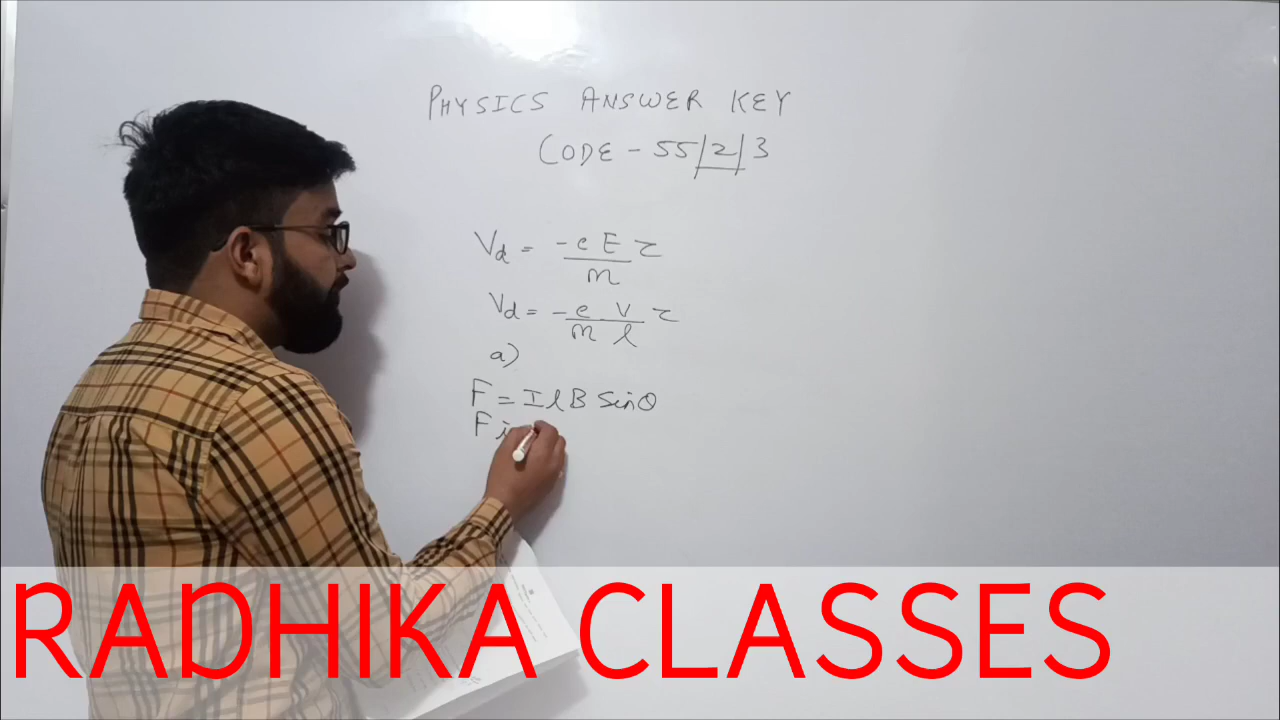 PHYSICS ANSWER KEY
CODE - 55/2/3
Vd = -eE/m τ
Vd = -e/m V/l τ
a)
F = IlB Sinθ
F i
RADHIKA CLASSES